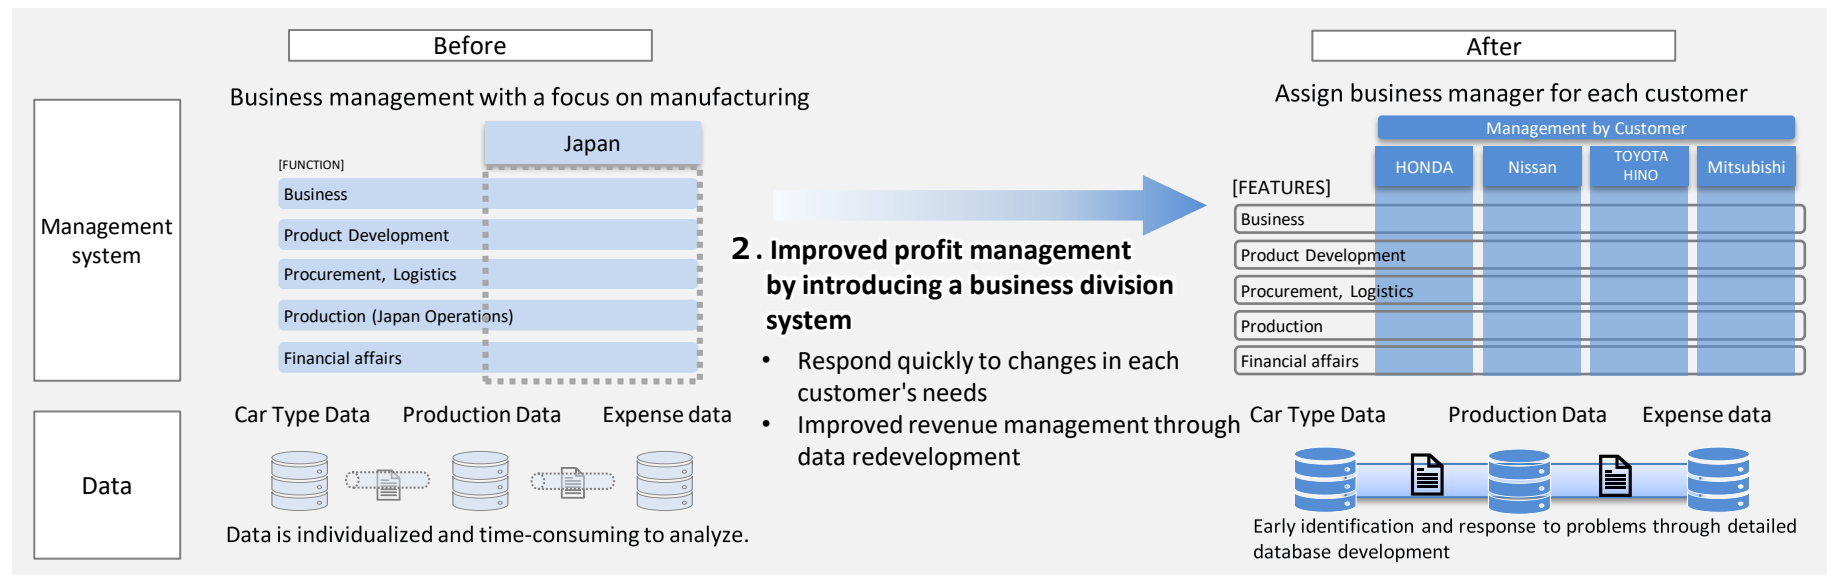 Before
After
Business management with a focus on manufacturing
Assign business manager for each customer
Management
system
Japan
[FUNCTION]
Business
Product Development
Procurement, Logistics
Production (Japan Operations)
Financial affairs
2. Improved profit management
by introducing a business division
system
• Respond quickly to changes in each
customer's needs
• Improved revenue management through
data redevelopment
Management by Customer
HONDA
Nissan
TOYOTA
HINO
Mitsubishi
[FEATURES]
Business
Product Development
Procurement, Logistics
Production
Financial affairs
Data
Car Type Data
Production Data
Expense data
Data is individualized and time-consuming to analyze.
Car Type Data
Production Data
Expense data
Early identification and response to problems through detailed
database development